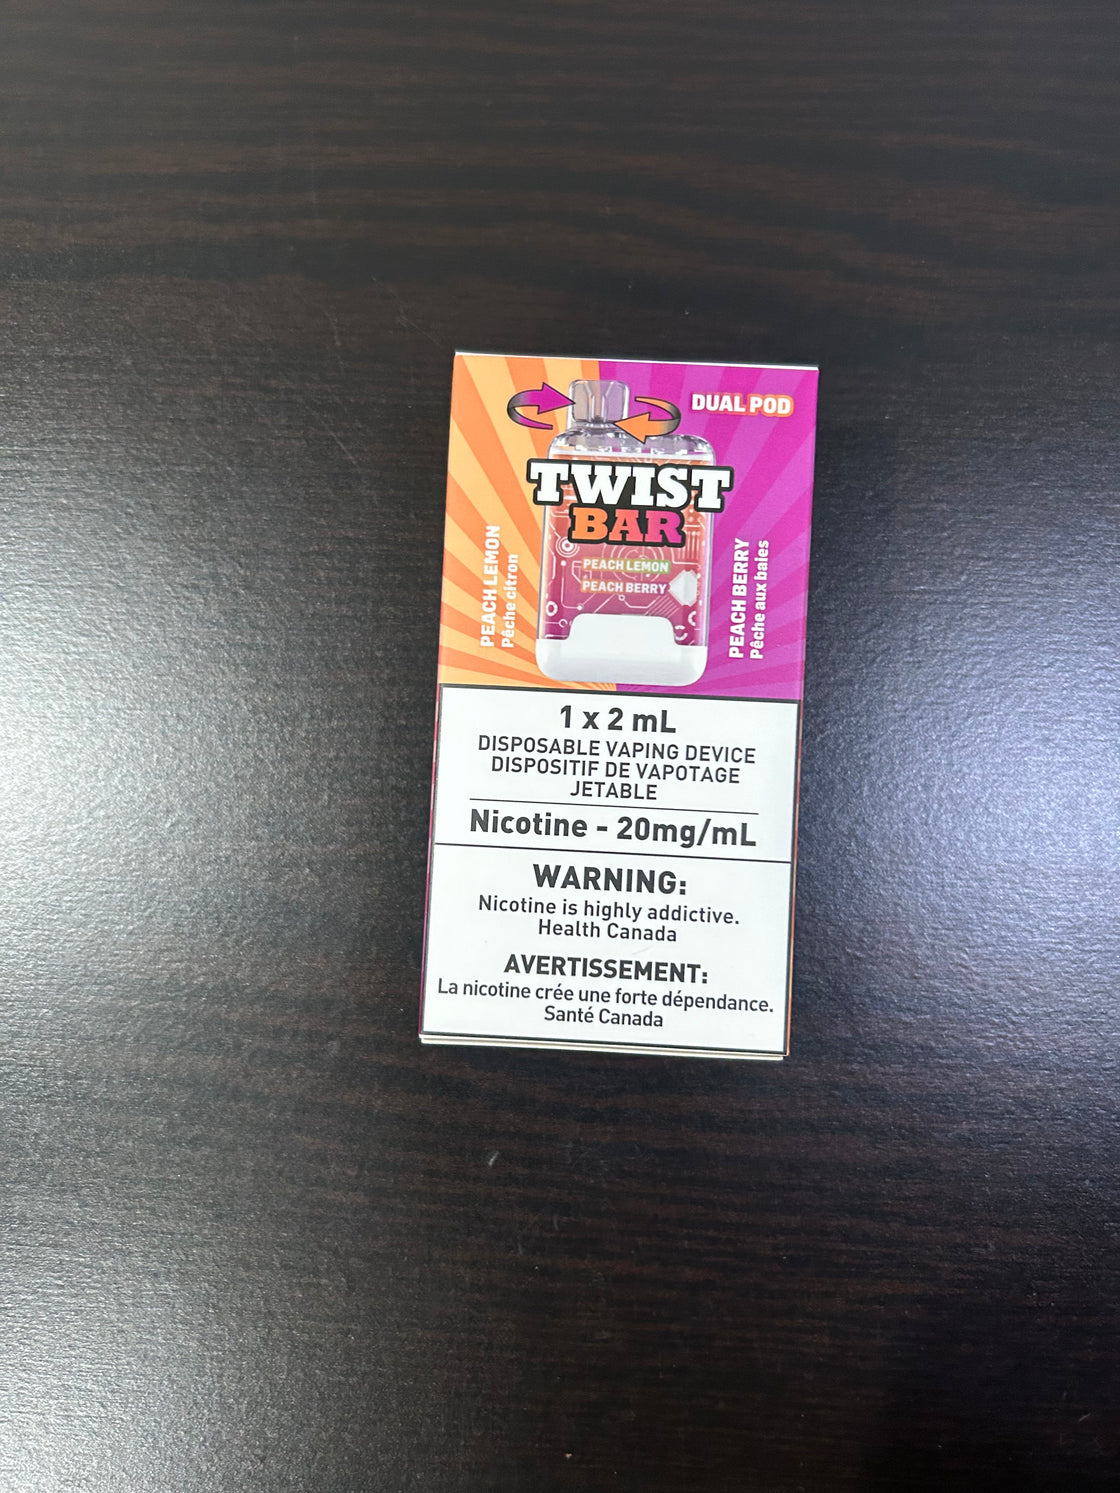 DUAL POD
TWIST
BAR
PEACH LEMON
PEACH BERRY
PEACH LEMON
Pêche citron
PEACH BERRY
Pêche aux baies
1 x 2 mL
DISPOSABLE VAPING DEVICE
DISPOSITIF DE VAPOTAGE
JETABLE
Nicotine - 20mg/mL
WARNING:
Nicotine is highly addictive.
Health Canada
AVERTISSEMENT:
La nicotine crée une forte dépendance.
Santé Canada